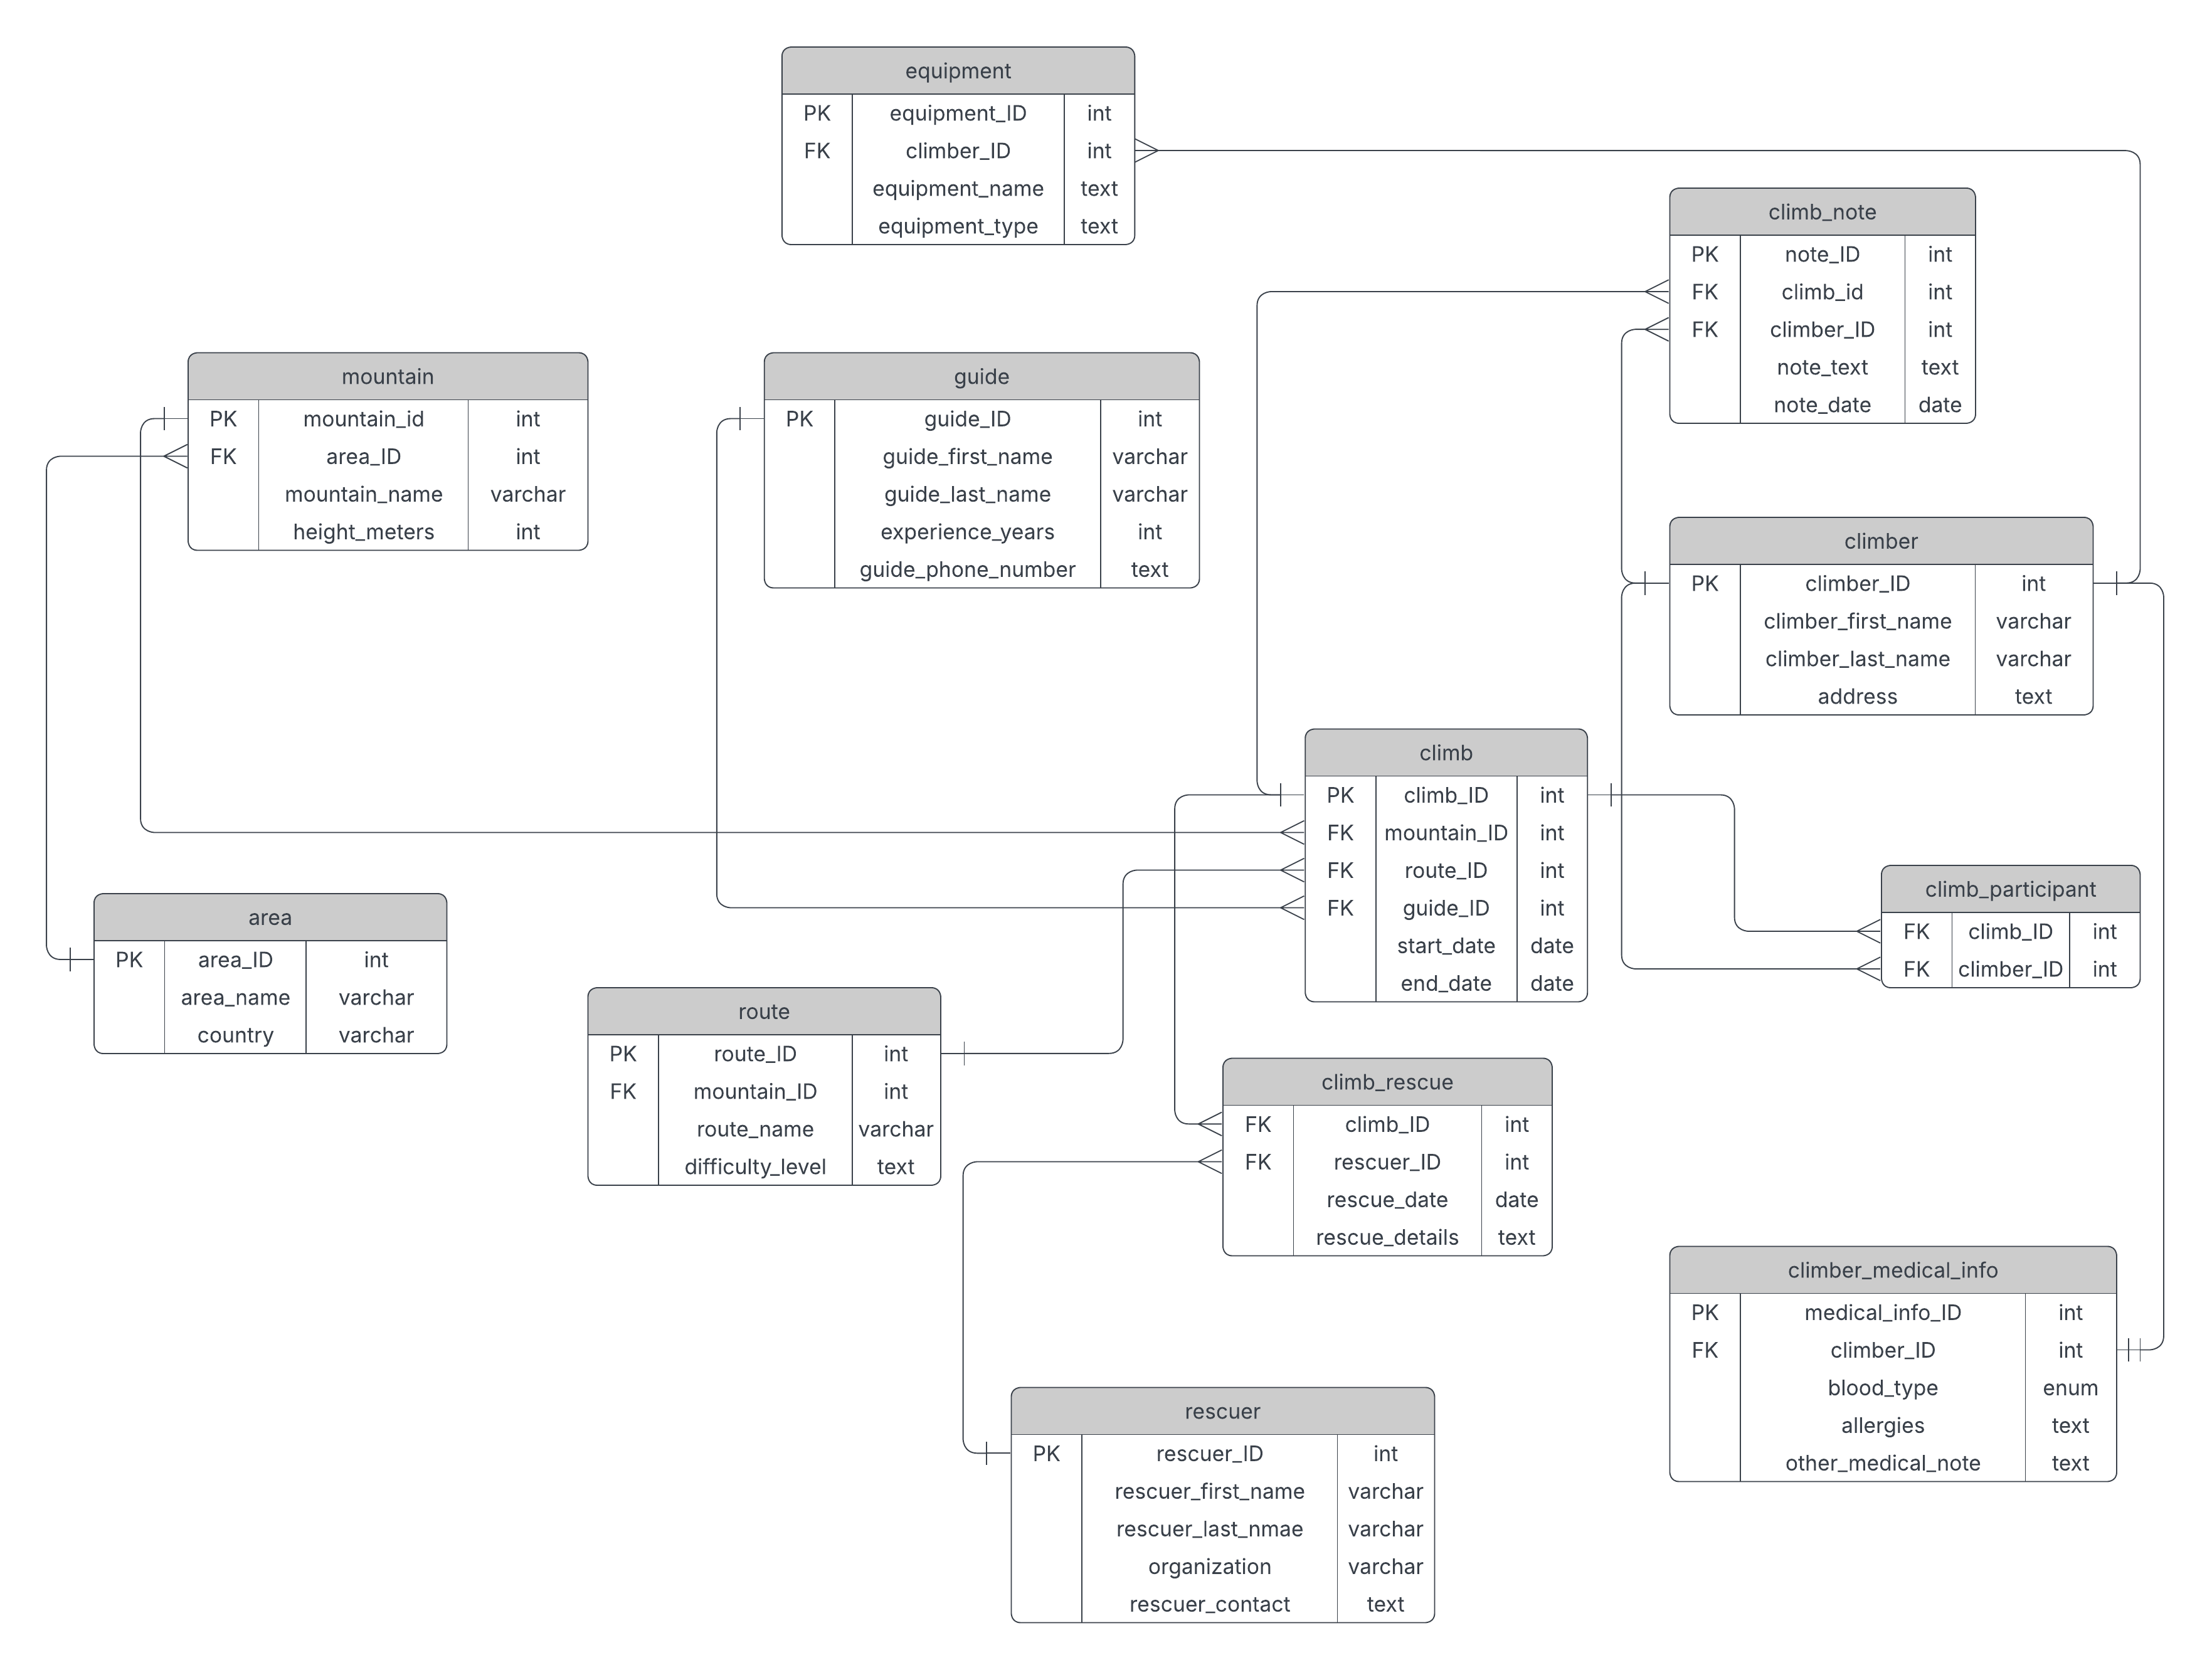 equipment
PK equipment_ID int
FK climber_ID int
equipment_name text
equipment_type text
climb_note
PK note_ID int
FK climb_id int
FK climber_ID int
note_text text
note_date date
mountain
PK mountain_id int
FK area_ID int
mountain_name varchar
height_meters int
guide
PK guide_ID int
guide_first_name varchar
guide_last_name varchar
experience_years int
guide_phone_number text
climber
PK climber_ID int
climber_first_name varchar
climber_last_name varchar
address text
climb
PK climb_ID int
FK mountain_ID int
FK route_ID int
FK guide_ID int
start_date date
end_date date
climb_participant
FK climb_ID int
FK climber_ID int
area
PK area_ID int
area_name varchar
country varchar
route
PK route_ID int
FK mountain_ID int
route_name varchar
difficulty_level text
climb_rescue
FK climb_ID int
FK rescuer_ID int
rescue_date date
rescue_details text
climber_medical_info
PK medical_info_ID int
FK climber_ID int
blood_type enum
allergies text
other_medical_note text
rescuer
PK rescuer_ID int
rescuer_first_name varchar
rescuer_last_nmae varchar
organization varchar
rescuer_contact text